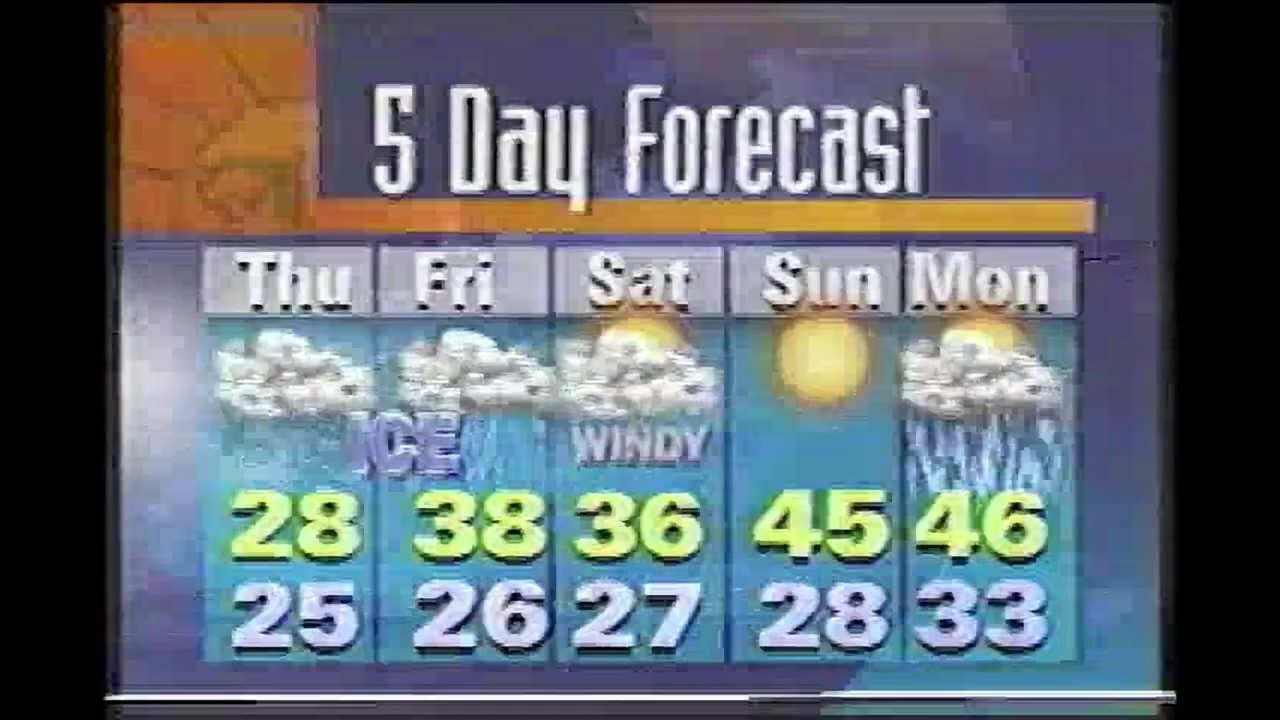 5 Day Forecast
Thu Fri Sat Sun Mon
ICE WINDY
28 38 36 45 46
25 26 27 28 33